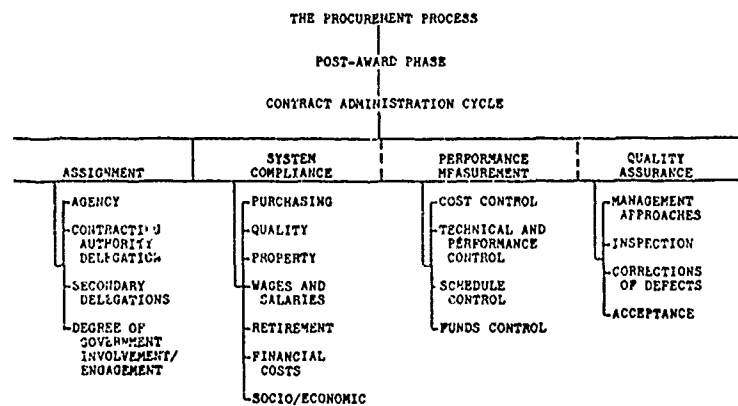 THE PROCUREMENT PROCESS
POST-AWARD PHASE
CONTRACT ADMINISTRATION CYCLE
ASSIGNMENT
AGENCY
CONTRACTING
AUTHORITY
DELEGATION
SECONDARY
DELEGATIONS
DEGREE OF
GOVERNMENT
INVOLVEMENT/
ENGAGEMENT
SYSTEM
COMPLIANCE
PURCHASING
QUALITY
PROPERTY
WAGES AND
SALARIES
RETIREMENT
FINANCIAL
COSTS
SOCIO/ECONOMIC
PERFORMANCE
MEASUREMENT
COST CONTROL
TECHNICAL AND
PERFORMANCE
CONTROL
SCHEDULE
CONTROL
FUNDS CONTROL
QUALITY
ASSURANCE
MANAGEMENT
APPROACHES
INSPECTION
CORRECTIONS
OF DEFECTS
ACCEPTANCE